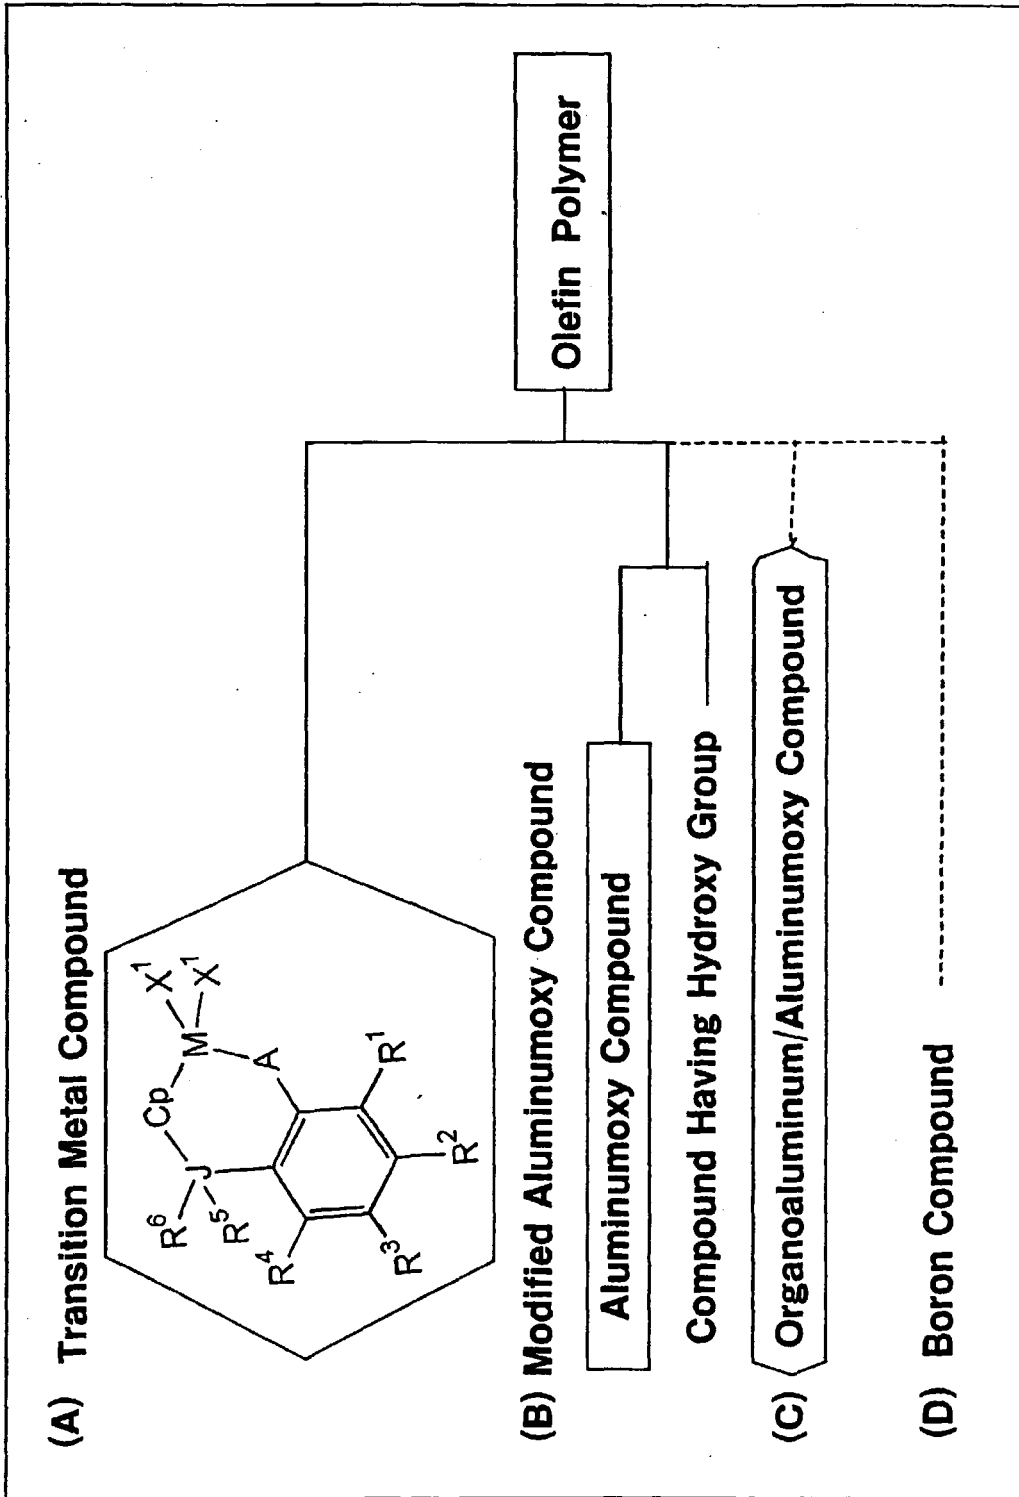 (A) Transition Metal Compound
Cp
M
X¹
X¹
A
J
R⁶
R⁵
R⁴
R³
R²
R¹
Olefin Polymer
(B) Modified Aluminumoxy Compound
Aluminumoxy Compound
Compound Having Hydroxy Group
(C) Organoaluminum/Aluminumoxy Compound
(D) Boron Compound